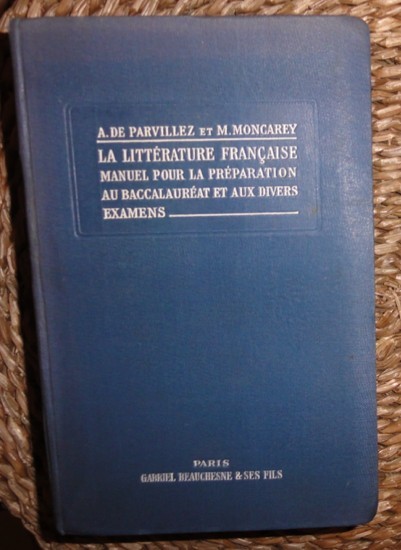 A. DE PARVILLEZ ET M. MONCAREY
LA LITTÉRATURE FRANÇAISE
MANUEL POUR LA PRÉPARATION
AU BACCALAURÉAT ET AUX DIVERS
EXAMENS
PARIS
GABRIEL BEAUCHESNE & SES FILS